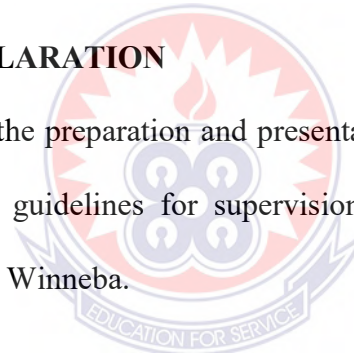 LARATION
the preparation and presenta
guidelines for supervision
Winneba.
EDUCATION FOR SERVICE